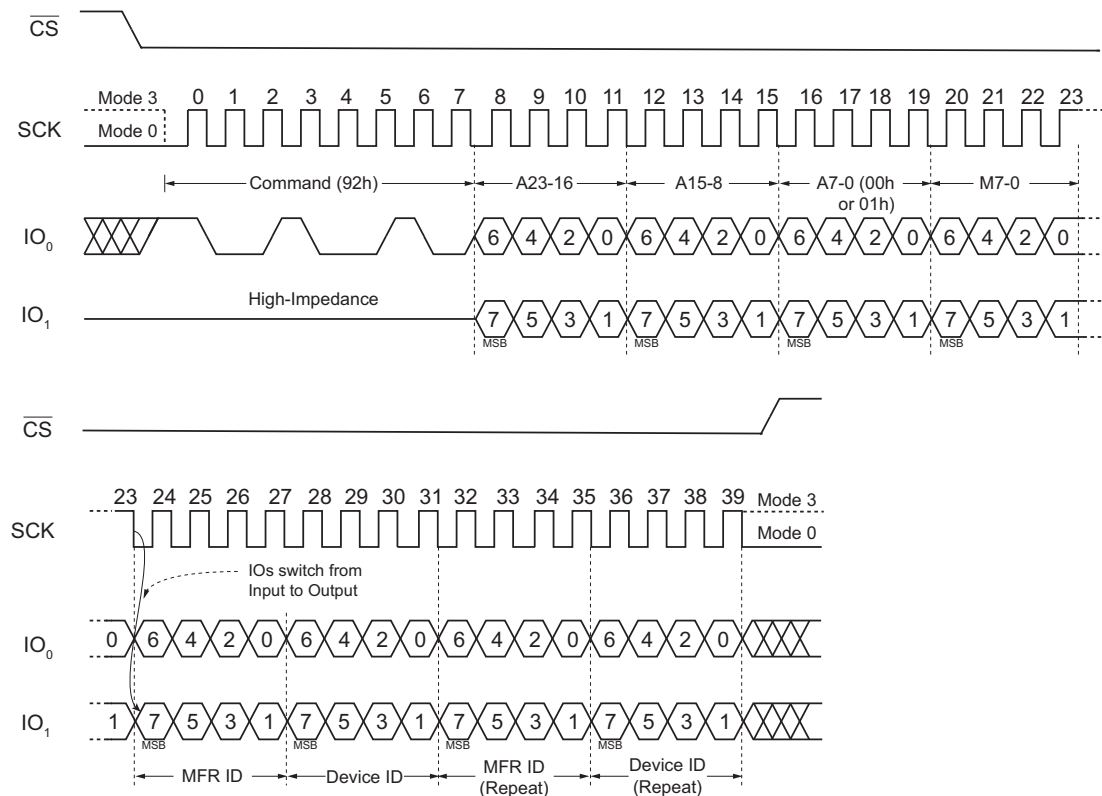 CS
Mode 3 0 1 2 3 4 5 6 7 8 9 10 11 12 13 14 15 16 17 18 19 20 21 22 23
SCK
Mode 0
Command (92h) A23-16 A15-8 A7-0 (00h or 01h) M7-0
IO0 6 4 2 0 6 4 2 0 6 4 2 0 6 4 2 0
High-Impedance
IO1 7 5 3 1 7 5 3 1 7 5 3 1 7 5 3 1
MSB MSB MSB MSB
CS
23 24 25 26 27 28 29 30 31 32 33 34 35 36 37 38 39 Mode 3
SCK
Mode 0
IOs switch from
Input to Output
IO0 0 6 4 2 0 6 4 2 0 6 4 2 0 6 4 2 0
IO1 1 7 5 3 1 7 5 3 1 7 5 3 1 7 5 3 1
MSB MSB MSB MSB
MFR ID Device ID MFR ID (Repeat) Device ID (Repeat)